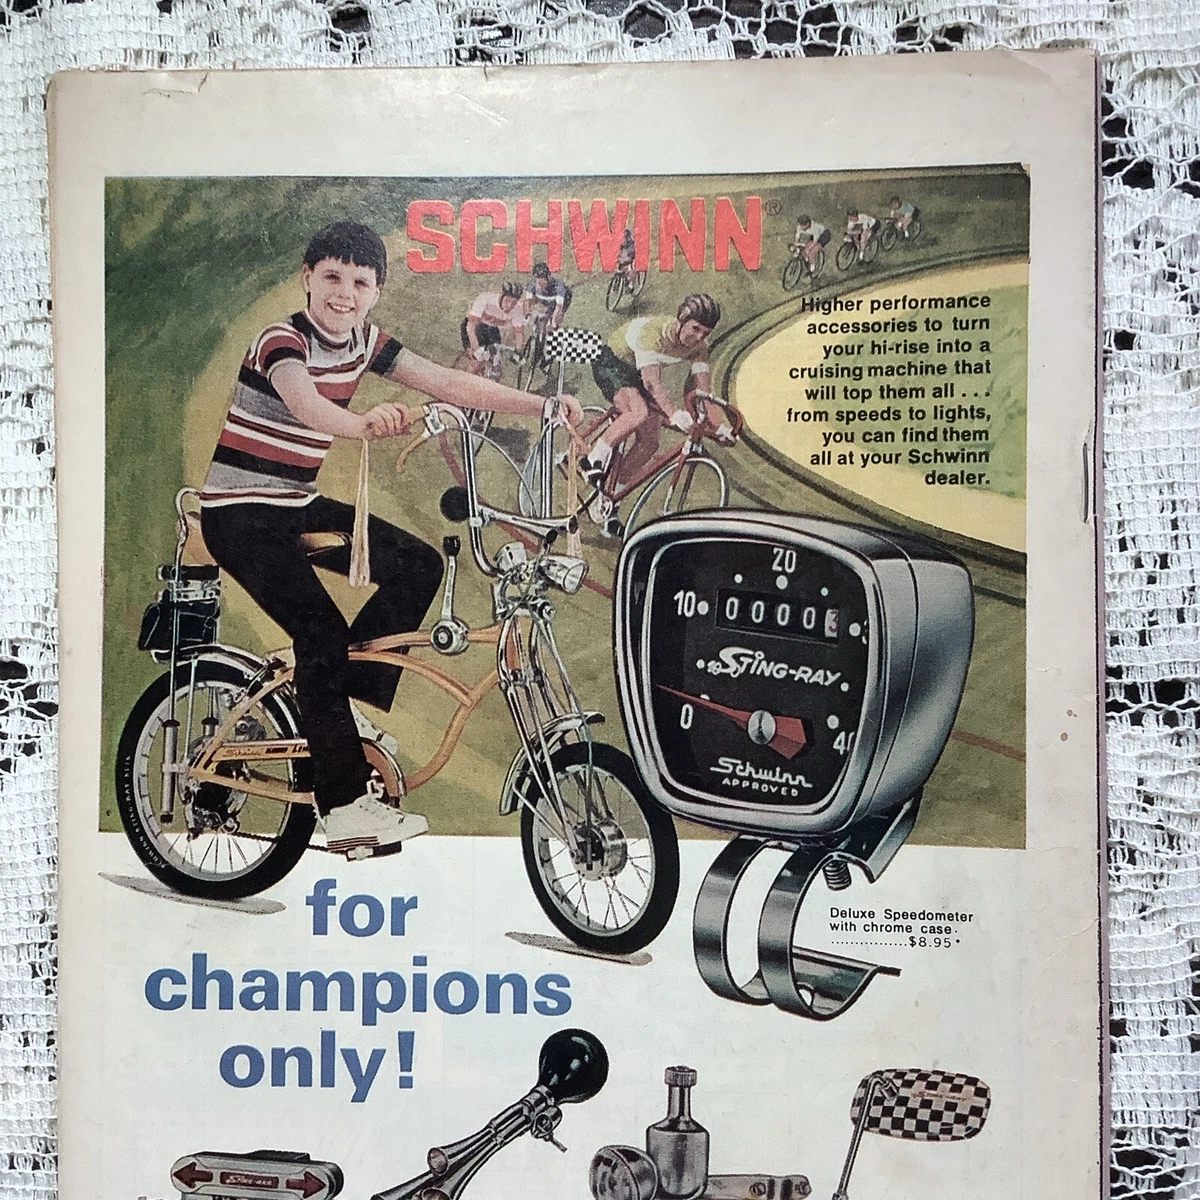 SCHWINN®
Higher performance
accessories to turn
your hi-rise into a
cruising machine that
will top them all . . .
from speeds to lights,
you can find them
all at your Schwinn
dealer.
20
10
00003
STING-RAY
0
40
Schwinn
APPROVED
for
champions
only!
Deluxe Speedometer
with chrome case.
................$8.95*
STING-RAY